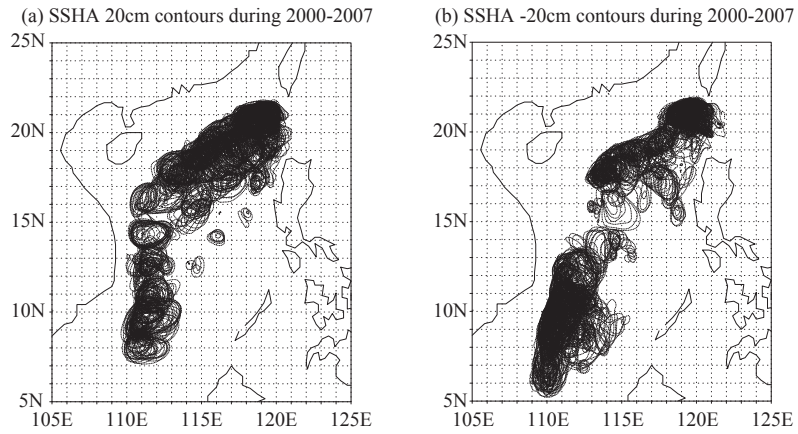 (a) SSHA 20cm contours during 2000-2007
(b) SSHA -20cm contours during 2000-2007
25N
20N
15N
10N
5N
105E 110E 115E 120E 125E
25N
20N
15N
10N
5N
105E 110E 115E 120E 125E